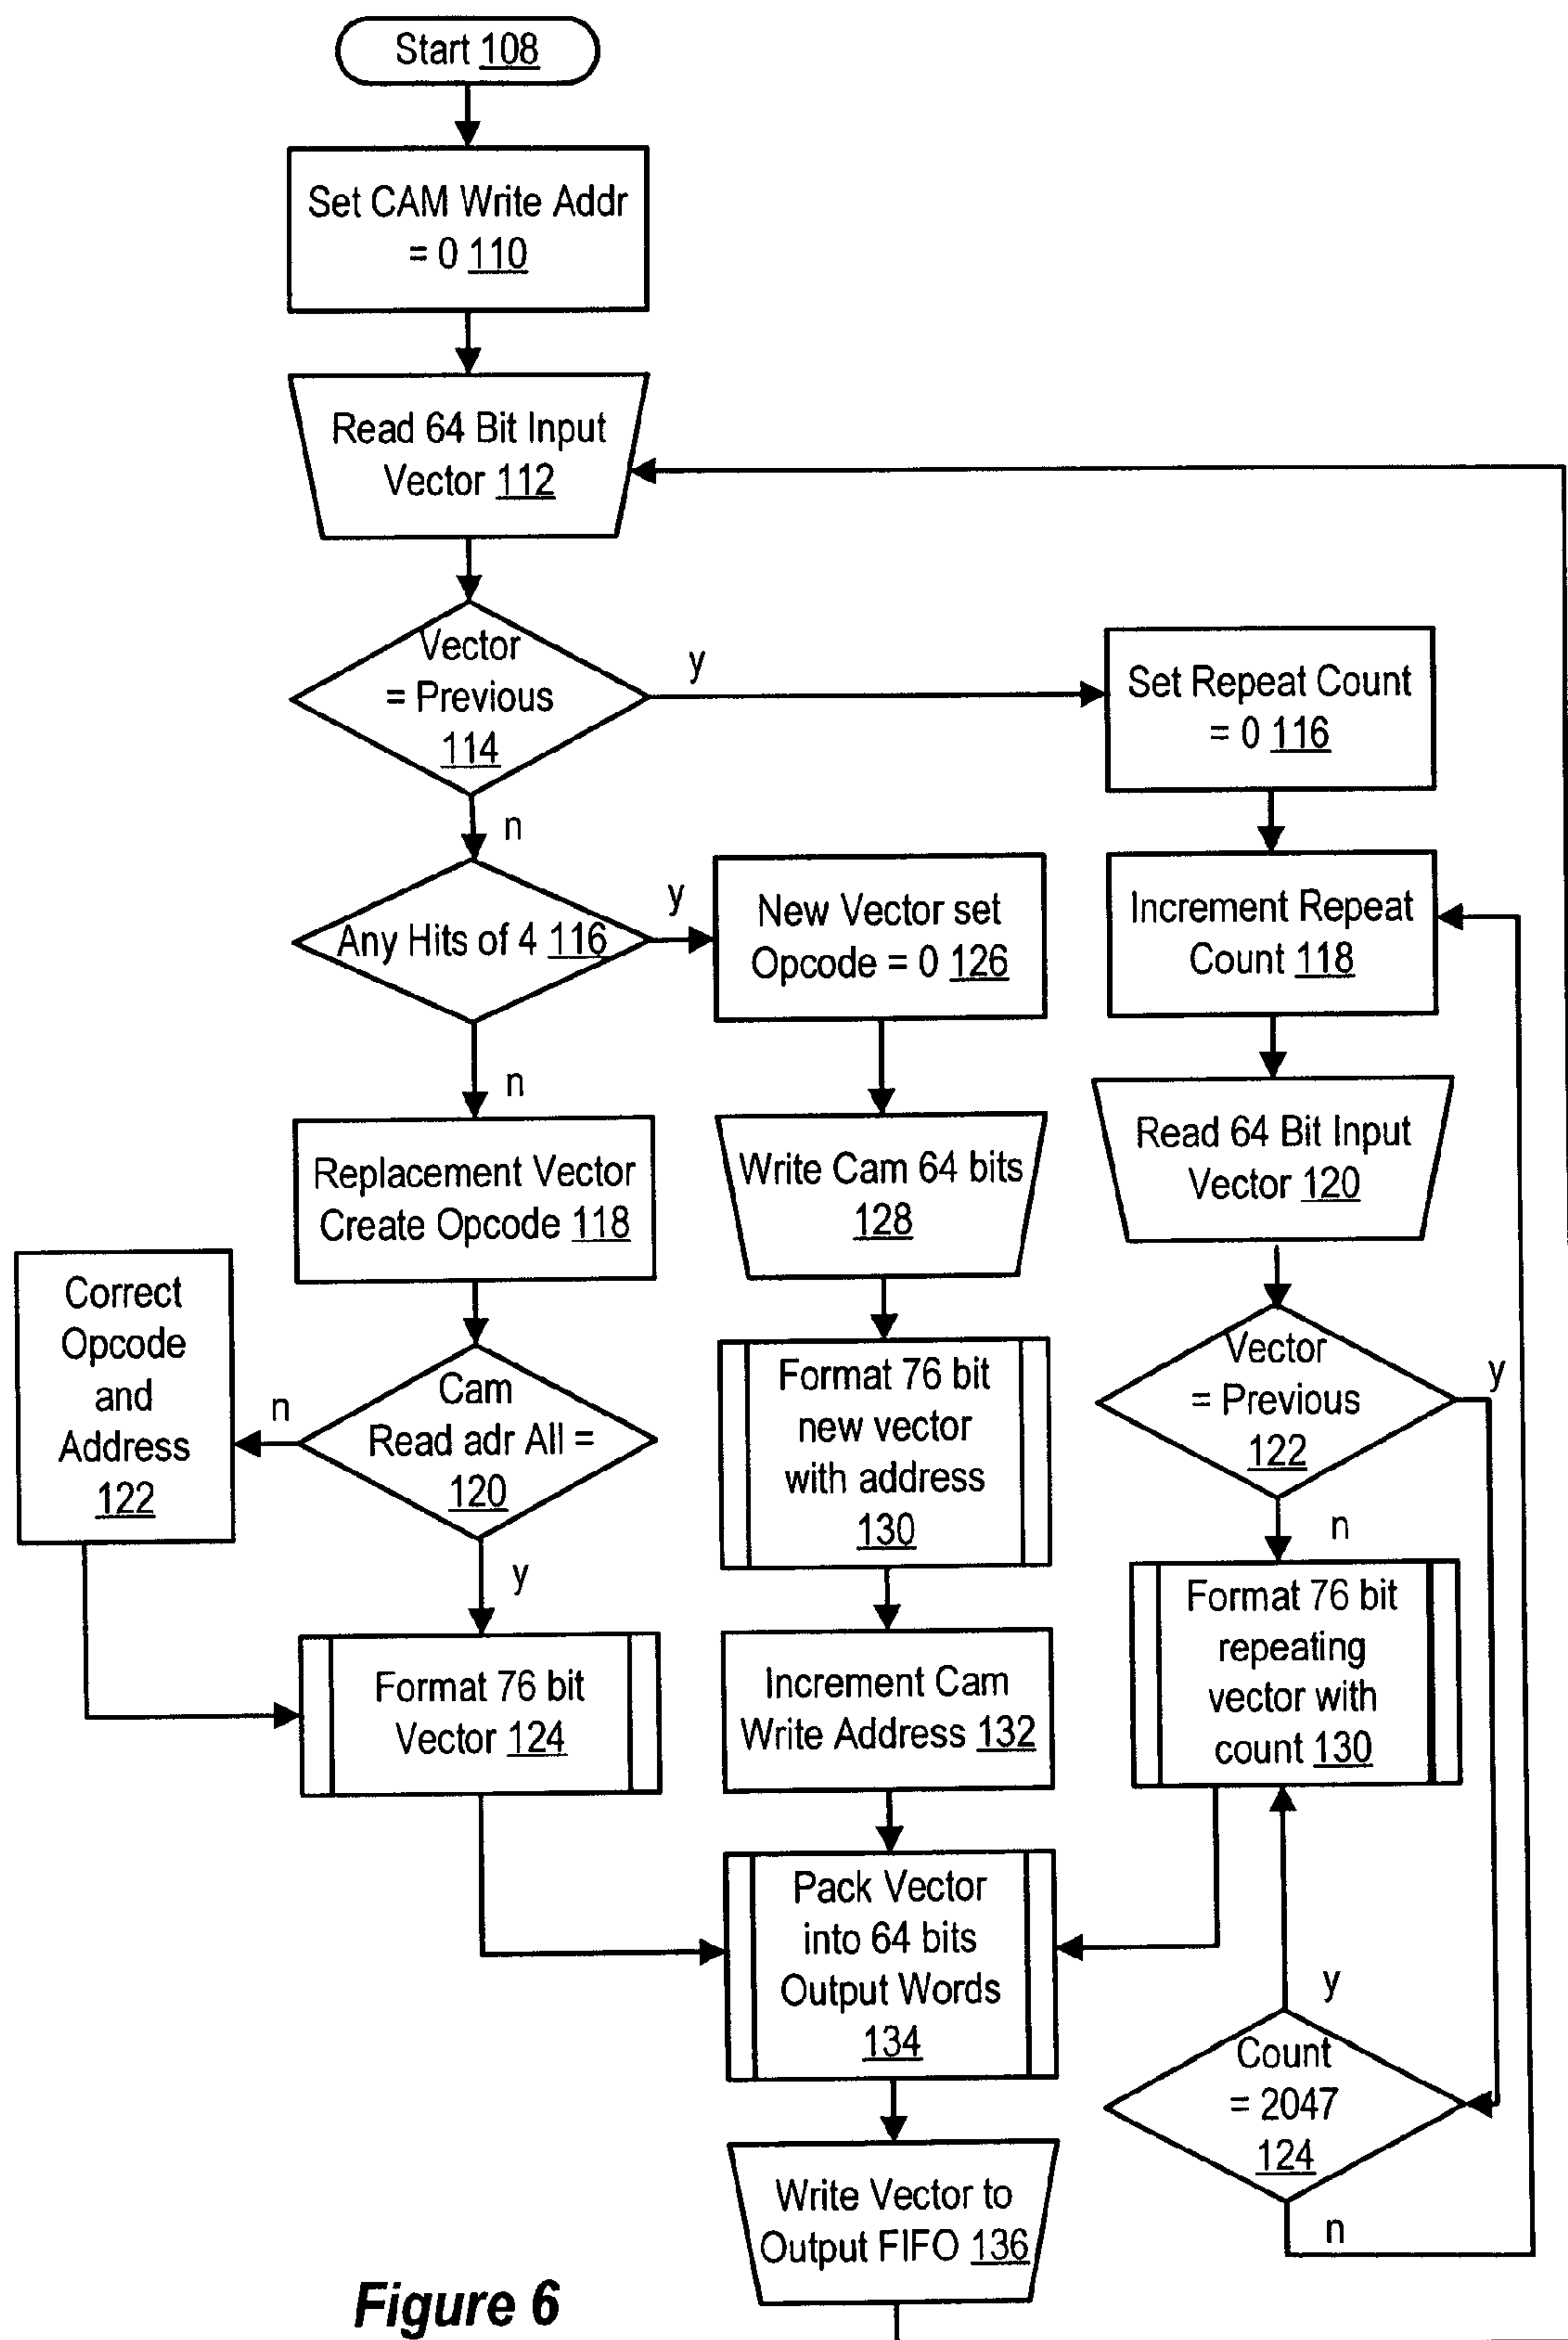 Start 108
Set CAM Write Addr
= 0 110
Read 64 Bit Input
Vector 112
Vector
= Previous
114
y
n
Set Repeat Count
= 0 116
Any Hits of 4 116
y
n
New Vector set
Opcode = 0 126
Increment Repeat
Count 118
Replacement Vector
Create Opcode 118
Write Cam 64 bits
128
Read 64 Bit Input
Vector 120
Correct
Opcode
and
Address
122
n
Cam
Read adr All =
120
y
Format 76 bit
new vector
with address
130
Vector
= Previous
122
y
n
Format 76 bit
Vector 124
Increment Cam
Write Address 132
Format 76 bit
repeating
vector with
count 130
Pack Vector
into 64 bits
Output Words
134
y
Count
= 2047
124
n
Write Vector to
Output FIFO 136
Figure 6